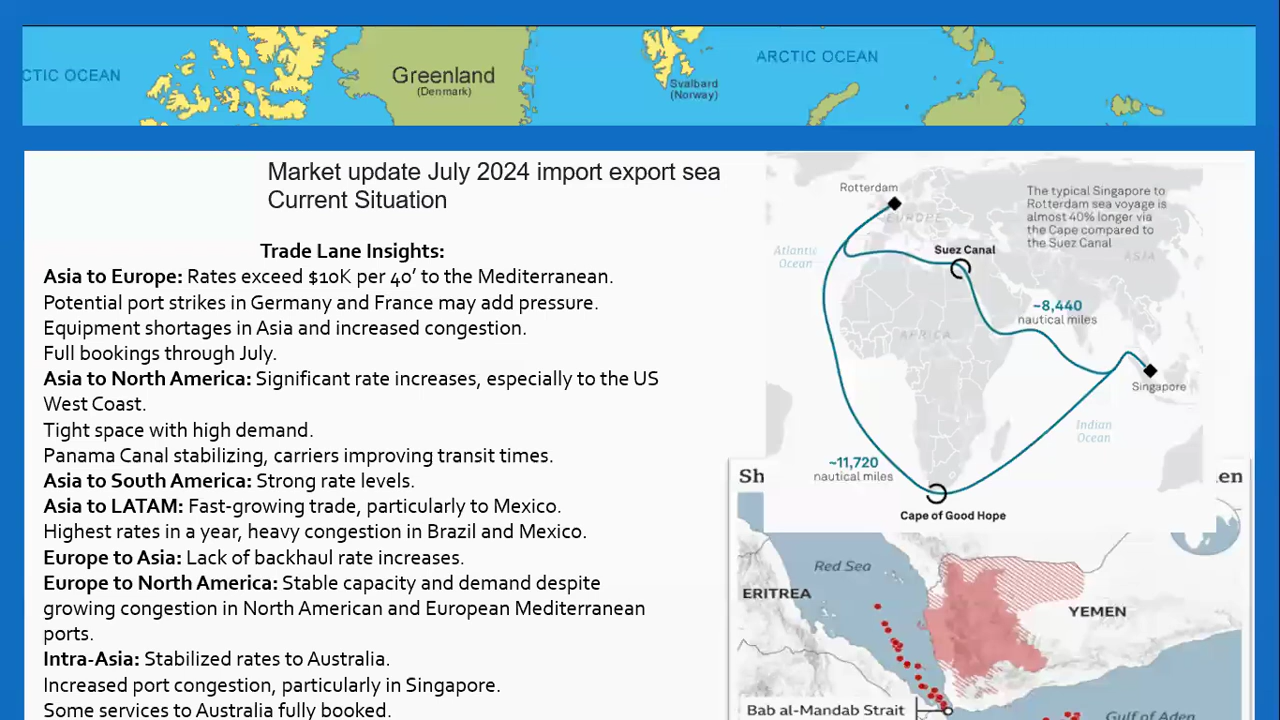 CTIC OCEAN
Greenland
(Denmark)
Svalbard
(Norway)
ARCTIC OCEAN
Market update July 2024 import export sea
Current Situation
Trade Lane Insights:
Asia to Europe: Rates exceed $10K per 40’ to the Mediterranean.
Potential port strikes in Germany and France may add pressure.
Equipment shortages in Asia and increased congestion.
Full bookings through July.
Asia to North America: Significant rate increases, especially to the US
West Coast.
Tight space with high demand.
Panama Canal stabilizing, carriers improving transit times.
Asia to South America: Strong rate levels.
Asia to LATAM: Fast-growing trade, particularly to Mexico.
Highest rates in a year, heavy congestion in Brazil and Mexico.
Europe to Asia: Lack of backhaul rate increases.
Europe to North America: Stable capacity and demand despite
growing congestion in North American and European Mediterranean
ports.
Intra-Asia: Stabilized rates to Australia.
Increased port congestion, particularly in Singapore.
Some services to Australia fully booked.
Rotterdam
EUROPE
The typical Singapore to
Rotterdam sea voyage is
almost 40% longer via
the Cape compared to
the Suez Canal
Atlantic
Ocean
Suez Canal
ASIA
~8,440
nautical miles
AFRICA
Singapore
Indian
Ocean
~11,720
nautical miles
Cape of Good Hope
Sh
en
Red Sea
ERITREA
YEMEN
Bab al-Mandab Strait
Gulf of Aden